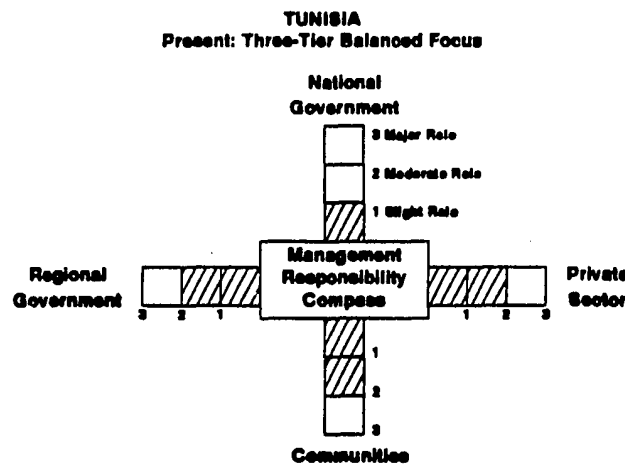 TUNISIA
Present: Three-Tier Balanced Focus
National
Government
3 Major Role
2 Moderate Role
1 Slight Role
Management
Responsibility
Compass
Regional
Government
3 2 1
Private
Sector
1 2 3
1
2
3
Communities